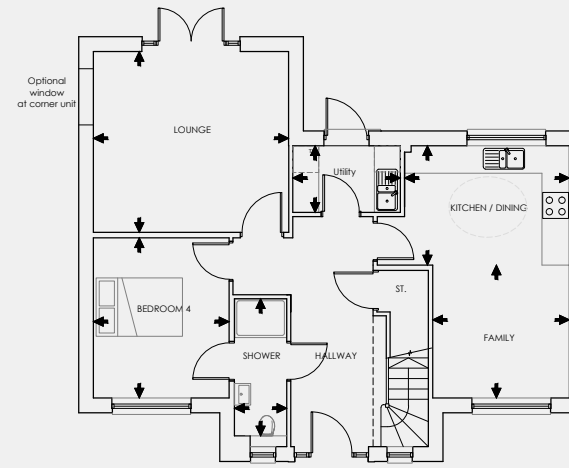 Optional
window
at corner unit
LOUNGE
Utility
KITCHEN / DINING
ST.
BEDROOM 4
SHOWER
HALLWAY
FAMILY